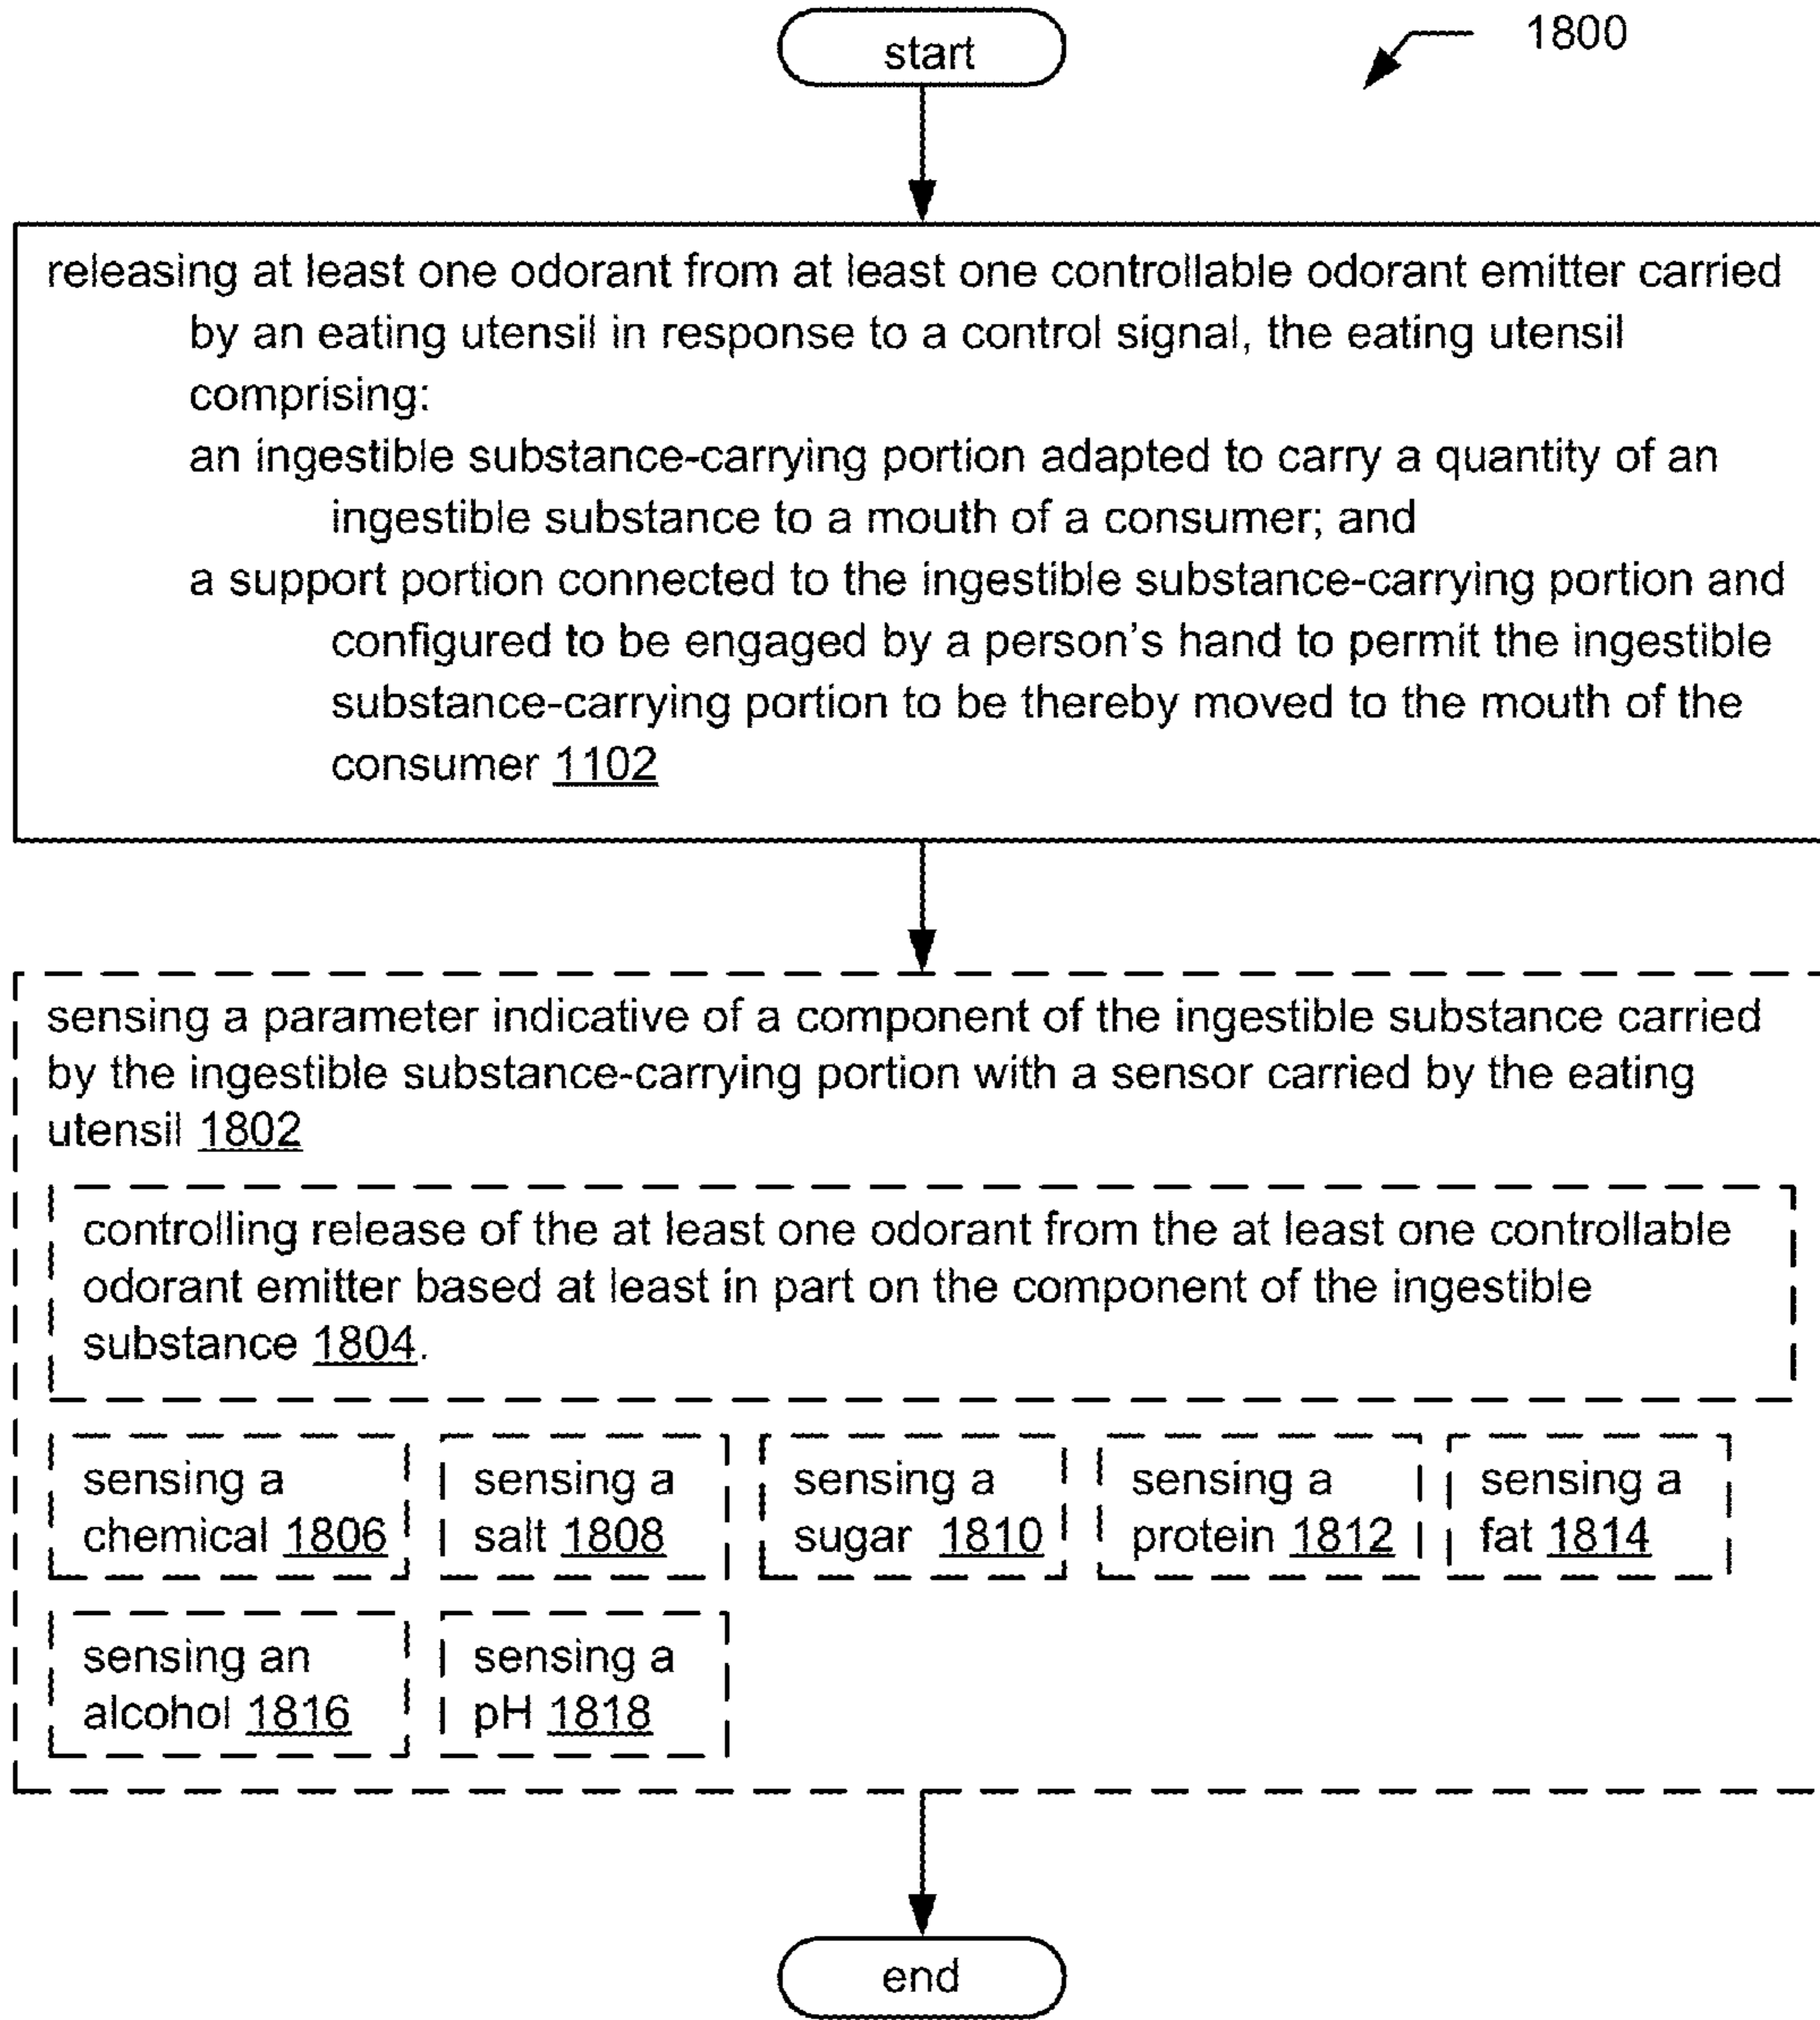 start
1800
releasing at least one odorant from at least one controllable odorant emitter carried
by an eating utensil in response to a control signal, the eating utensil
comprising:
an ingestible substance-carrying portion adapted to carry a quantity of an
ingestible substance to a mouth of a consumer; and
a support portion connected to the ingestible substance-carrying portion and
configured to be engaged by a person's hand to permit the ingestible
substance-carrying portion to be thereby moved to the mouth of the
consumer 1102
sensing a parameter indicative of a component of the ingestible substance carried
by the ingestible substance-carrying portion with a sensor carried by the eating
utensil 1802
controlling release of the at least one odorant from the at least one controllable
odorant emitter based at least in part on the component of the ingestible
substance 1804.
sensing a
chemical 1806
sensing a
salt 1808
sensing a
sugar 1810
sensing a
protein 1812
sensing a
fat 1814
sensing an
alcohol 1816
sensing a
pH 1818
end